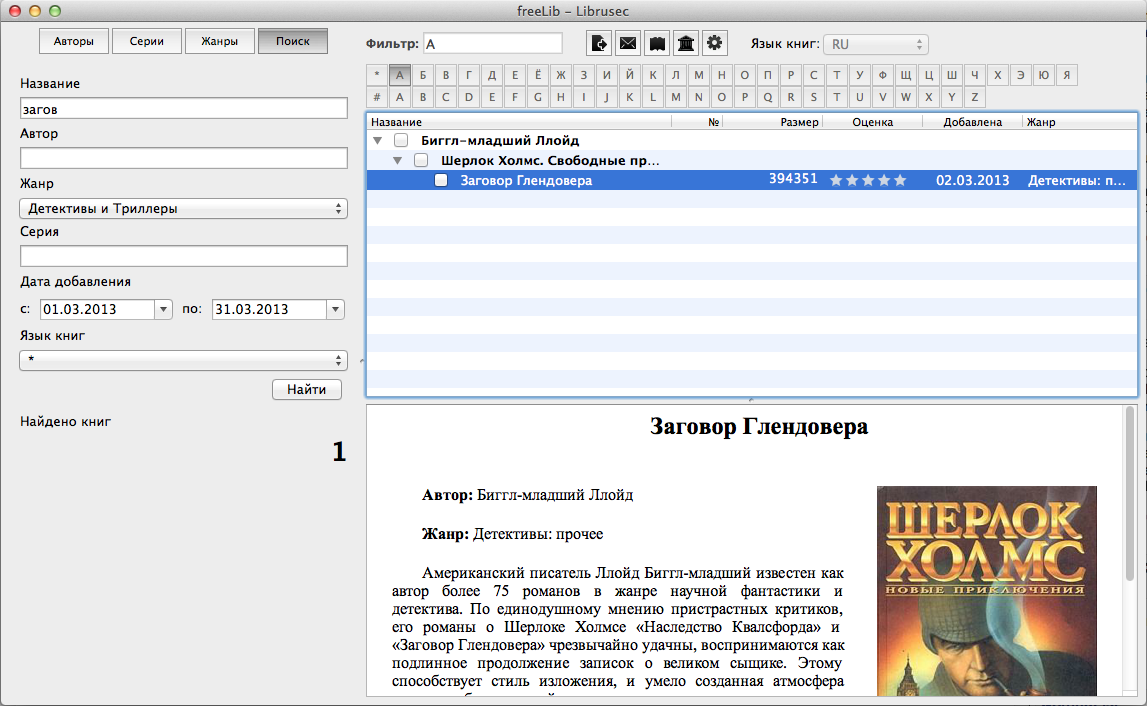 freeLib – Librusec
Авторы Серии Жанры Поиск
Фильтр: А Язык книг: RU
* А Б В Г Д Е Ё Ж З И Й К Л М Н О П Р С Т У Ф Щ Ц Ш Ч Х Э Ю Я
# A B C D E F G H I J K L M N O P Q R S T U V W X Y Z
Название
загов
Автор
Жанр
Детективы и Триллеры
Серия
Дата добавления
с: 01.03.2013 по: 31.03.2013
Язык книг
*
Найти
Найдено книг
1
Название № Размер Оценка Добавлена Жанр
Биггл-младший Ллойд
Шерлок Холмс. Свободные пр...
Заговор Глендовера 394351 02.03.2013 Детективы: п...
Заговор Глендовера
Автор: Биггл-младший Ллойд
Жанр: Детективы: прочее
Американский писатель Ллойд Биггл-младший известен как
автор более 75 романов в жанре научной фантастики и
детектива. По единодушному мнению пристрастных критиков,
его романы о Шерлоке Холмсе «Наследство Квалсфорда» и
«Заговор Глендовера» чрезвычайно удачны, воспринимаются как
подлинное продолжение записок о великом сыщике. Этому
способствует стиль изложения, и умело созданная атмосфера
ШЕРЛОК
ХОЛМС
НОВЫЕ ПРИКЛЮЧЕНИЯ